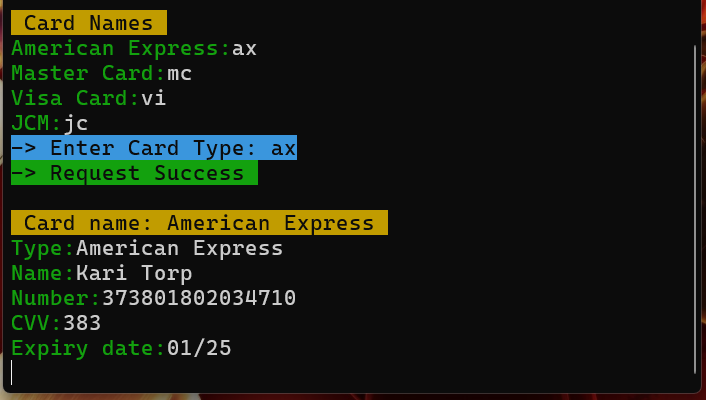 Card Names
American Express:ax
Master Card:mc
Visa Card:vi
JCM:jc
-> Enter Card Type: ax
-> Request Success
Card name: American Express
Type:American Express
Name:Kari Torp
Number:373801802034710
CVV:383
Expiry date:01/25